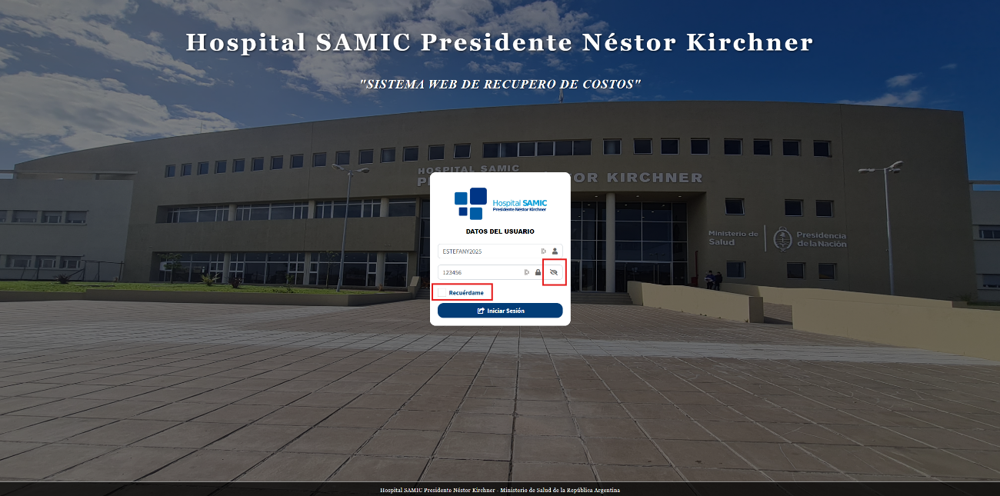 Hospital SAMIC Presidente Néstor Kirchner
"SISTEMA WEB DE RECUPERO DE COSTOS"
HOSPITAL SAMIC
OR KIRCHNER
Hospital SAMIC
Presidente Néstor Kirchner
DATOS DEL USUARIO
ESTEFANY2025
123456
Recuérdame
Iniciar Sesión
Ministerio de
Salud
Presidencia
de la Nación
Hospital SAMIC Presidente Néstor Kirchner - Ministerio de Salud de la República Argentina